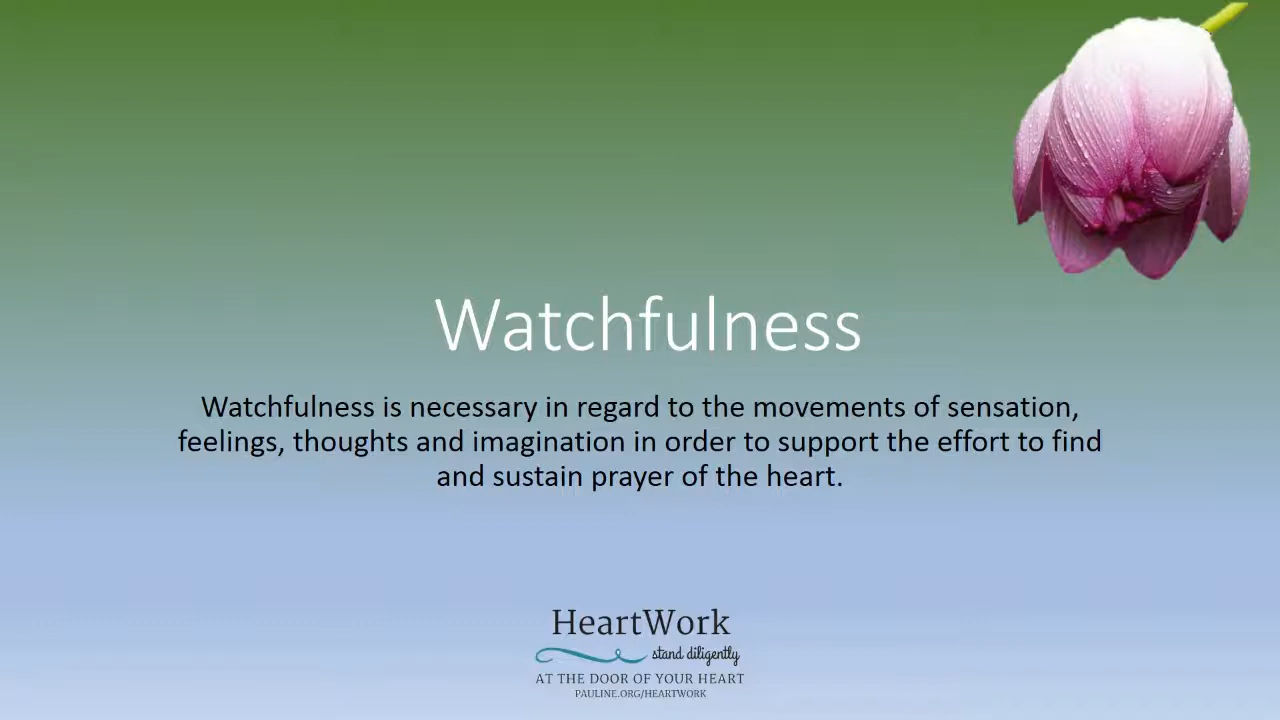 Watchfulness
Watchfulness is necessary in regard to the movements of sensation,
feelings, thoughts and imagination in order to support the effort to find
and sustain prayer of the heart.
HeartWork
stand diligently
AT THE DOOR OF YOUR HEART
PAULINE.ORG/HEARTWORK